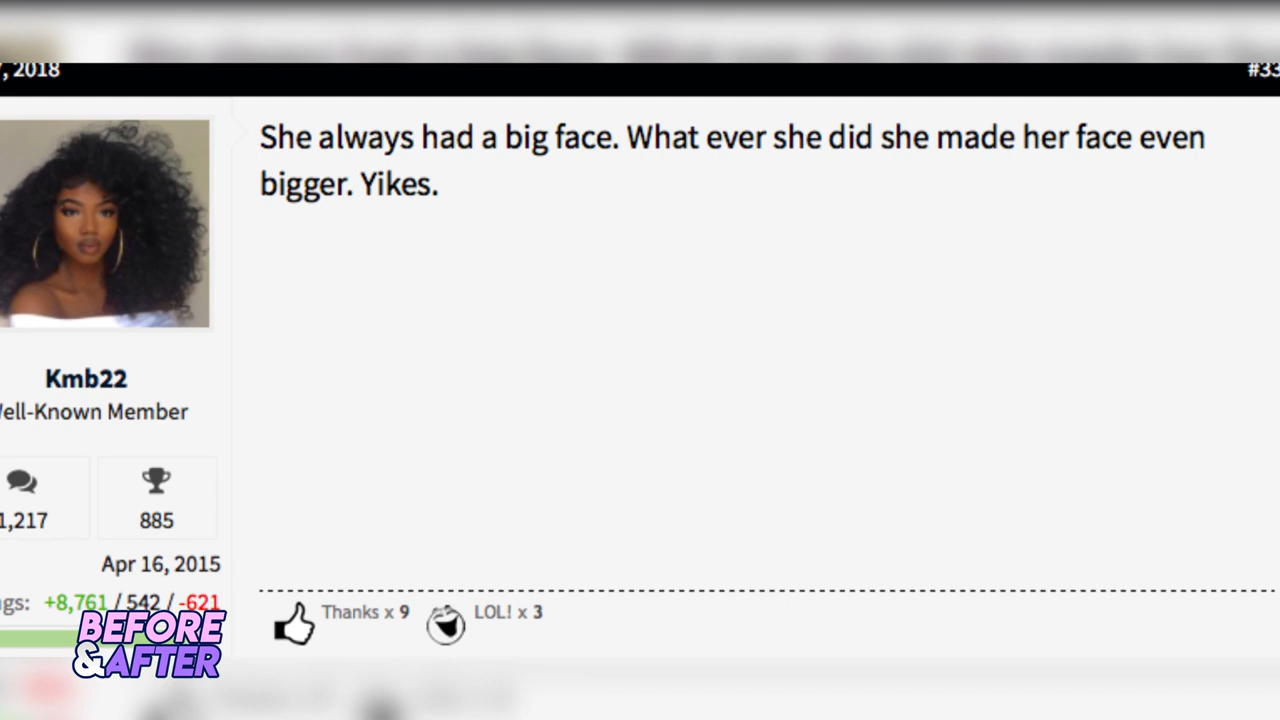 , 2018
#33
She always had a big face. What ever she did she made her face even
bigger. Yikes.
Kmb22
Well-Known Member
1,217
885
Apr 16, 2015
gs: +8,761 / 542 / -621
Thanks x 9
LOL! x 3
BEFORE
&AFTER